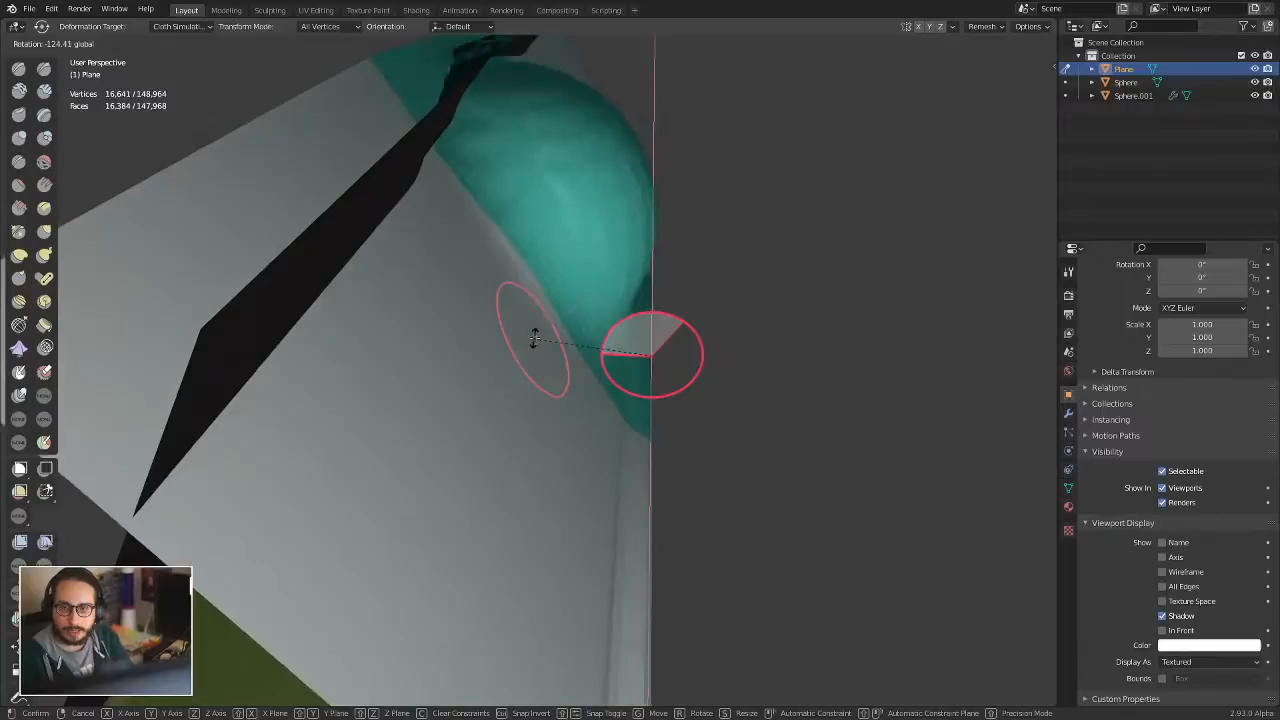 File Edit Render Window Help
Layout Modeling Sculpting UV Editing Texture Paint Shading Animation Rendering Compositing Scripting +
Scene
View Layer
Deformation Target: Cloth Simulati.. Transform Mode: All Vertices Orientation: Default
X Y Z
Remesh Options
Rotation: -124.41 global
User Perspective
(1) Plane
Vertices 16,641 / 148,964
Faces 16,384 / 147,968
Scene Collection
Collection
Plane
Sphere
Sphere.001
Rotation X 0°
Y 0°
Z 0°
Mode XYZ Euler
Scale X 1.000
Y 1.000
Z 1.000
Delta Transform
Relations
Collections
Instancing
Motion Paths
Visibility
Selectable
Show In Viewports
Renders
Viewport Display
Show Name
Axis
Wireframe
All Edges
Texture Space
Shadow
In Front
Color
Display As Textured
Bounds Box
Custom Properties
Confirm Cancel X X Axis Y Y Axis Z Z Axis X X Plane Y Y Plane Z Z Plane C Clear Constraints Snap Invert Snap Toggle G Move R Rotate S Resize Automatic Constraint Automatic Constraint Plane Precision Mode
2.93.0 Alpha